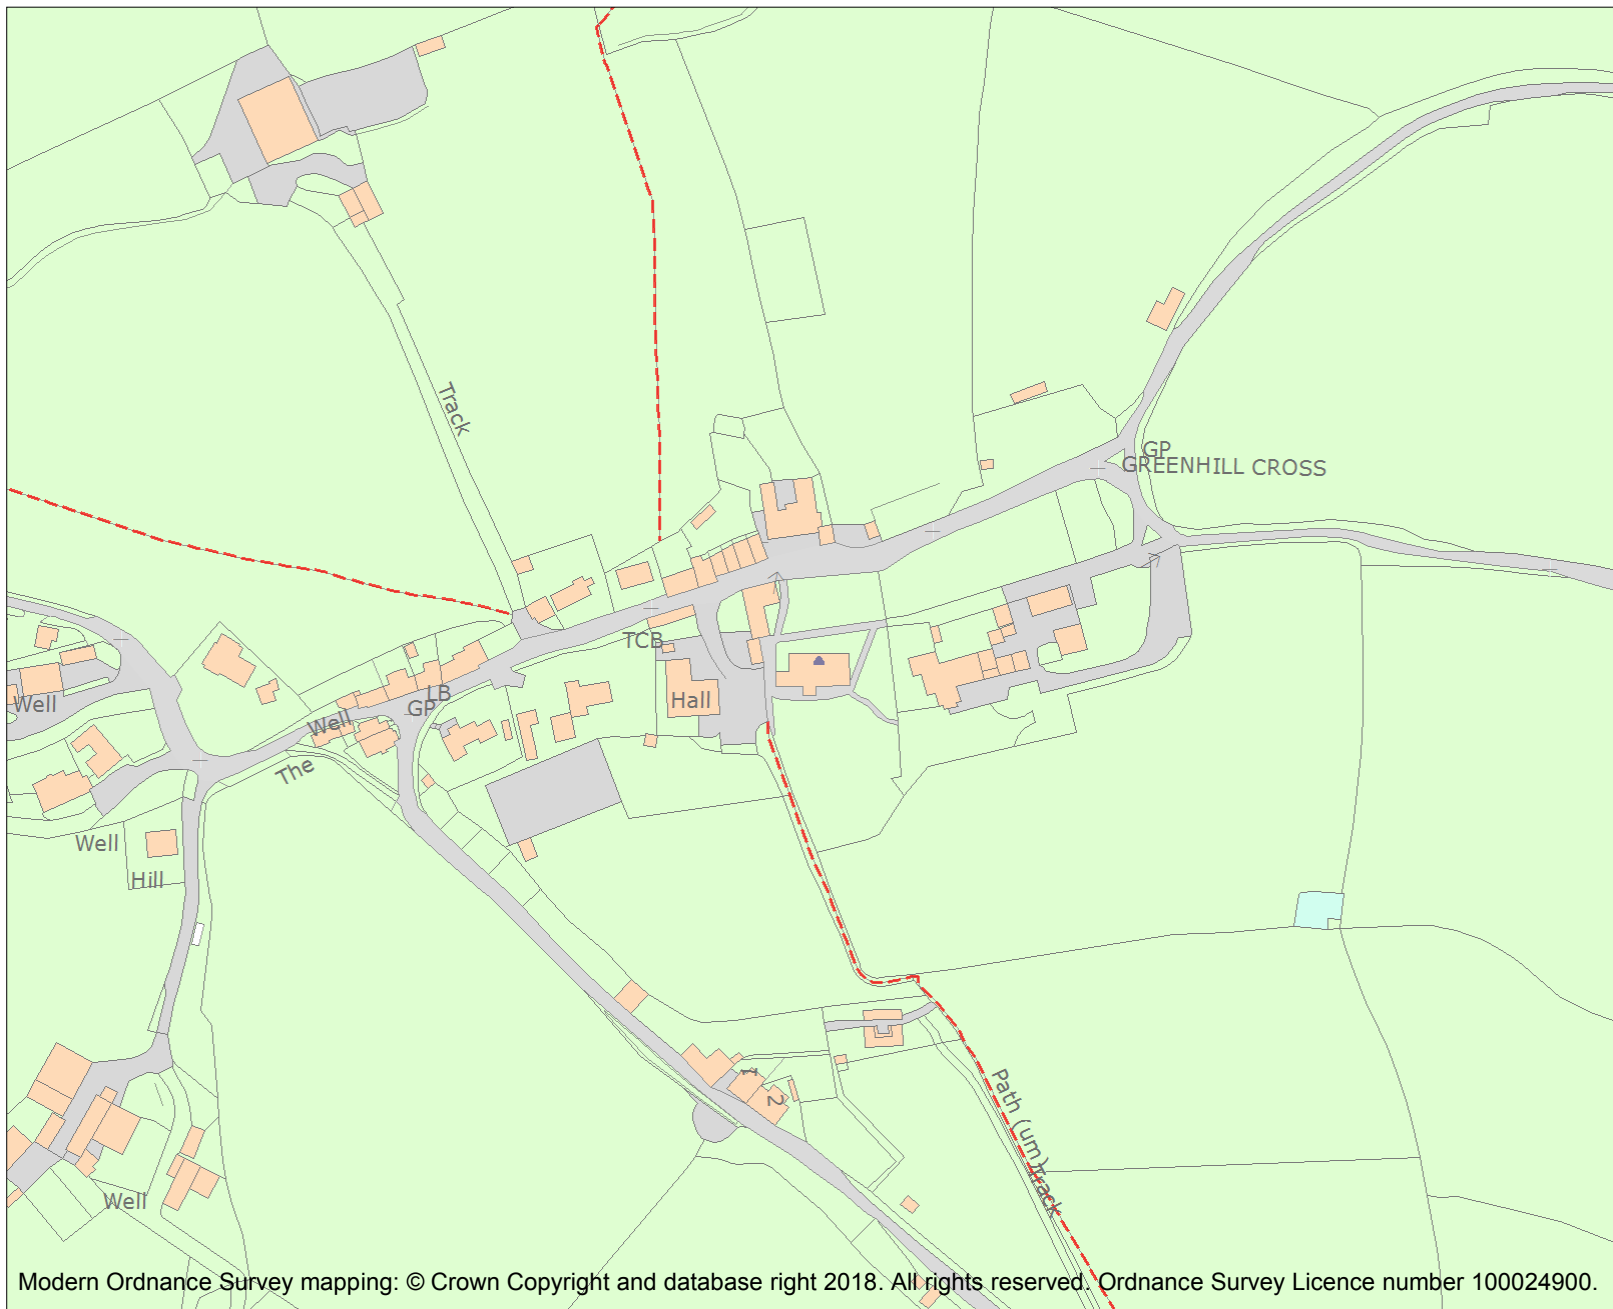 Track
GP
GREENHILL CROSS
TCB
Hall
LB
GP
Well
Well
The
Well
Hill
1
2
Path (um)
Track
Well
Modern Ordnance Survey mapping: © Crown Copyright and database right 2018. All rights reserved. Ordnance Survey Licence number 100024900.